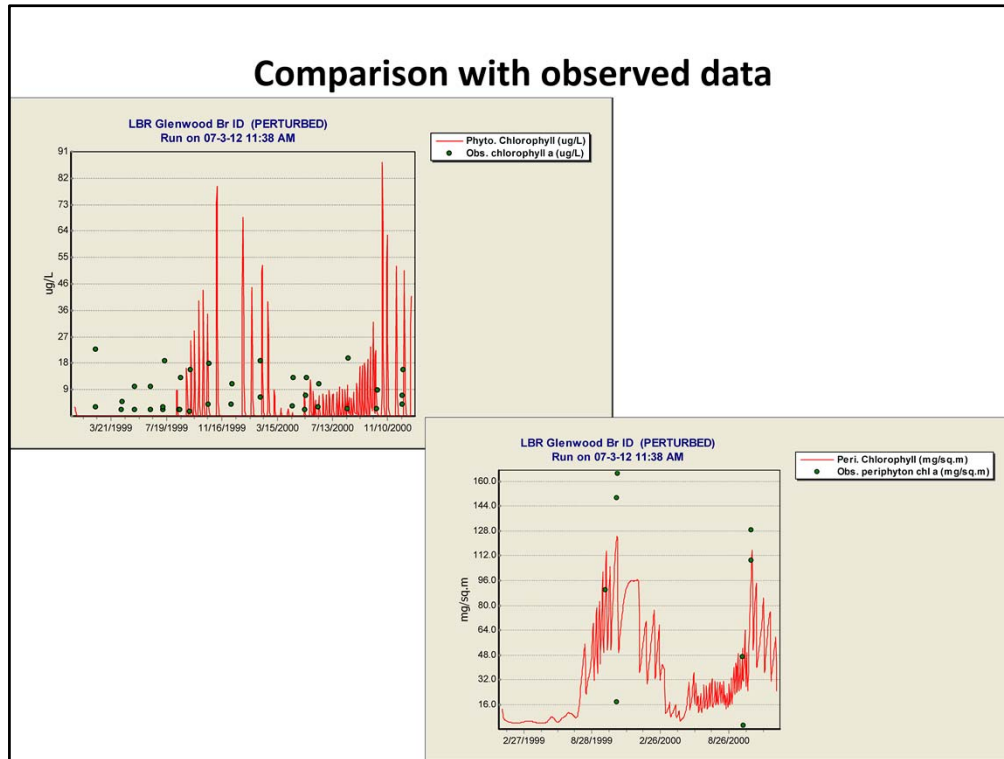 Comparison with observed data
LBR Glenwood Br ID (PERTURBED)
Run on 07-3-12 11:38 AM
Phyto. Chlorophyll (ug/L)
Obs. chlorophyll a (ug/L)
91
82
73
64
55
46
36
27
18
9
ug/L
3/21/1999 7/19/1999 11/16/1999 3/15/2000 7/13/2000 11/10/2000
LBR Glenwood Br ID (PERTURBED)
Run on 07-3-12 11:38 AM
Peri. Chlorophyll (mg/sq.m)
Obs. periphyton chl a (mg/sq.m)
160.0
144.0
128.0
112.0
96.0
80.0
64.0
48.0
32.0
16.0
mg/sq.m
2/27/1999 8/28/1999 2/26/2000 8/26/2000